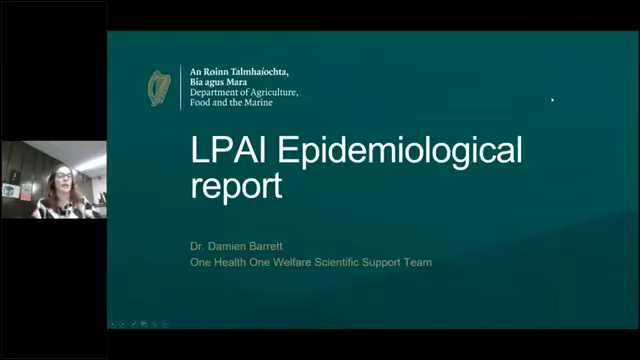 An Roinn Talmhaíochta,
Bia agus Mara
Department of Agriculture,
Food and the Marine
LPAI Epidemiological
report
Dr. Damien Barrett
One Health One Welfare Scientific Support Team